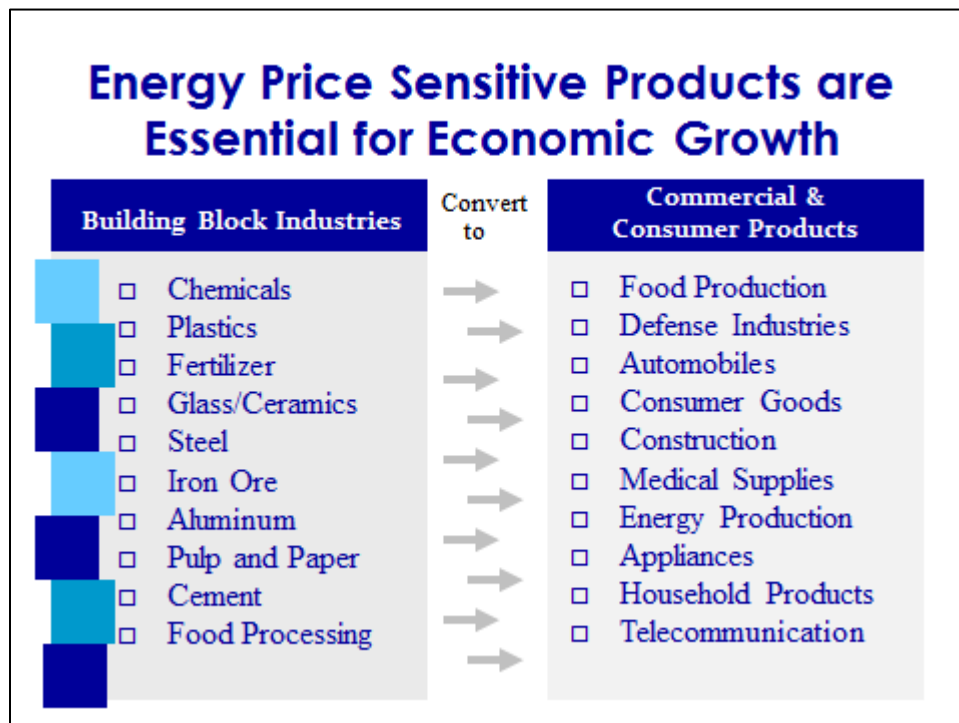 Energy Price Sensitive Products are
Essential for Economic Growth
Building Block Industries
Convert
to
Commercial &
Consumer Products
Chemicals
Plastics
Fertilizer
Glass/Ceramics
Steel
Iron Ore
Aluminum
Pulp and Paper
Cement
Food Processing
Food Production
Defense Industries
Automobiles
Consumer Goods
Construction
Medical Supplies
Energy Production
Appliances
Household Products
Telecommunication